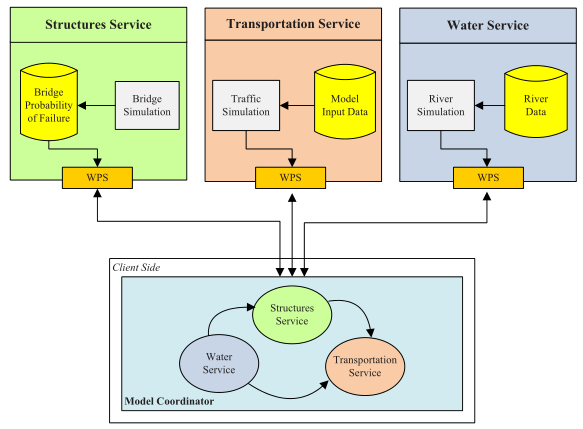 Structures Service
Bridge
Probability
of Failure
Bridge
Simulation
WPS
Transportation Service
Traffic
Simulation
Model
Input Data
WPS
Water Service
River
Simulation
River
Data
WPS
Client Side
Structures
Service
Water
Service
Transportation
Service
Model Coordinator